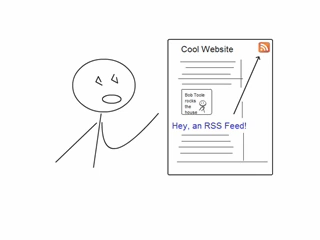 Cool Website
Bob Toole
rocks
the
house
Hey, an RSS Feed!